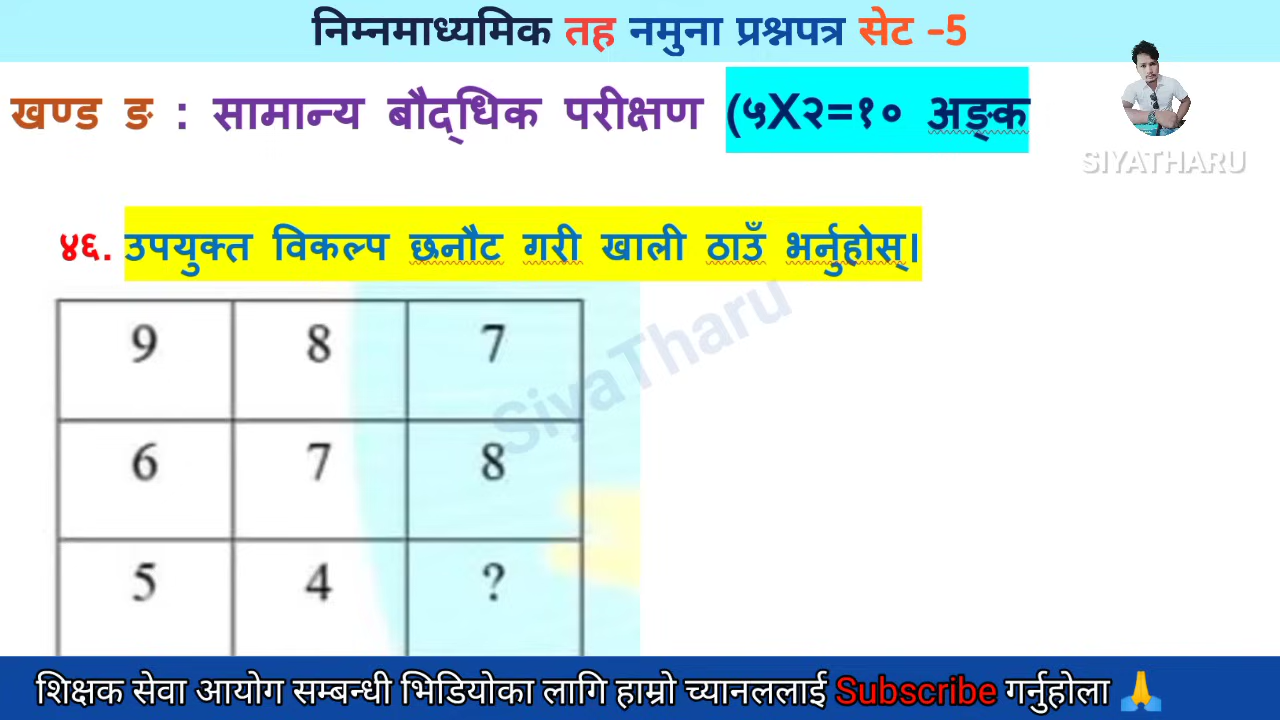 निम्नमाध्यमिक तह नमुना प्रश्नपत्र सेट -5
खण्ड ङ : सामान्य बौद्धिक परीक्षण (५X२=१० अङ्क
SIYATHARU
४६. उपयुक्त विकल्प छनौट गरी खाली ठाउँ भर्नुहोस्।
SiyaTharu
9 8 7
6 7 8
5 4 ?
शिक्षक सेवा आयोग सम्बन्धी भिडियोका लागि हाम्रो च्यानललाई Subscribe गर्नुहोला 🙏